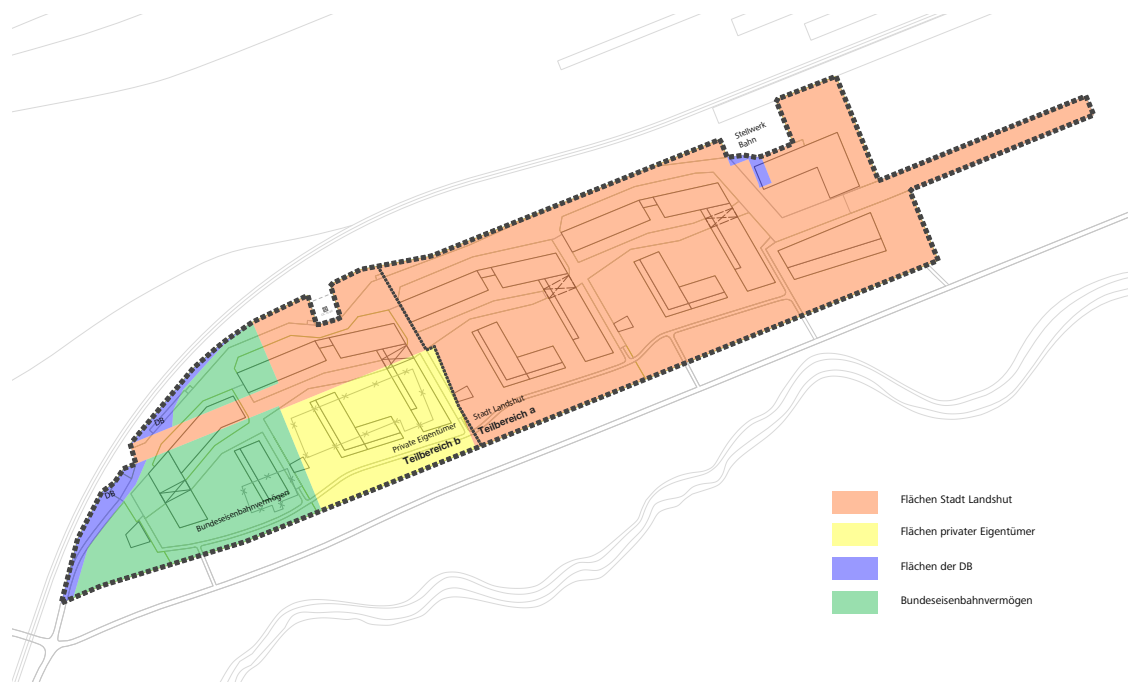 Stellwerk
Bahn
DB
Stadt Landshut
Teilbereich a
Private Eigentümer
Teilbereich b
DB
Bundeseisenbahnvermögen
Flächen Stadt Landshut
Flächen privater Eigentümer
Flächen der DB
Bundeseisenbahnvermögen